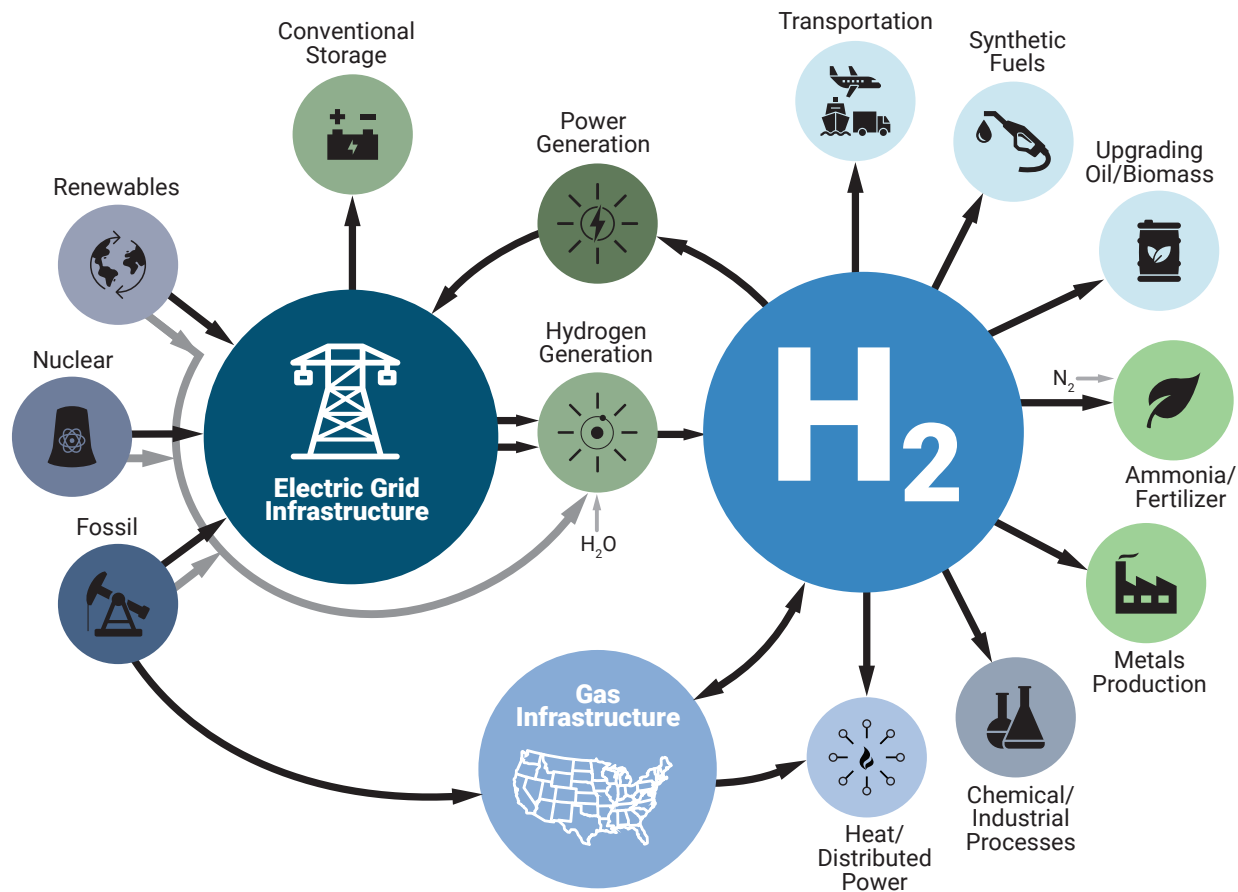 Transportation
Conventional
Storage
Synthetic
Fuels
Power
Generation
Upgrading
Oil/Biomass
Renewables
Hydrogen
Generation
Nuclear
H₂
N₂
Electric Grid
Infrastructure
Ammonia/
Fertilizer
Fossil
H₂O
Metals
Production
Gas
Infrastructure
Chemical/
Industrial
Processes
Heat/
Distributed
Power